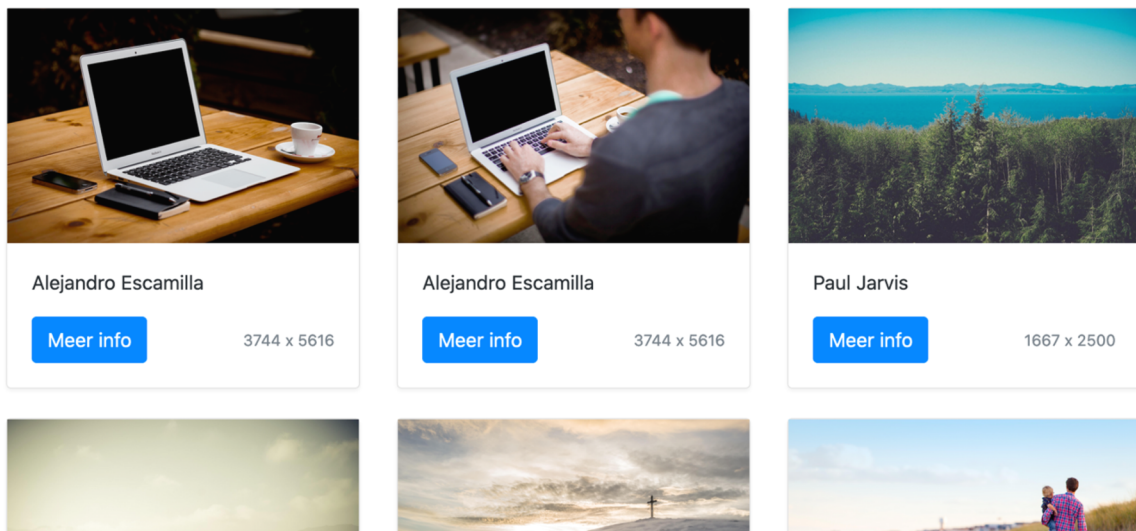 Alejandro Escamilla
Meer info
3744 x 5616
Alejandro Escamilla
Meer info
3744 x 5616
Paul Jarvis
Meer info
1667 x 2500